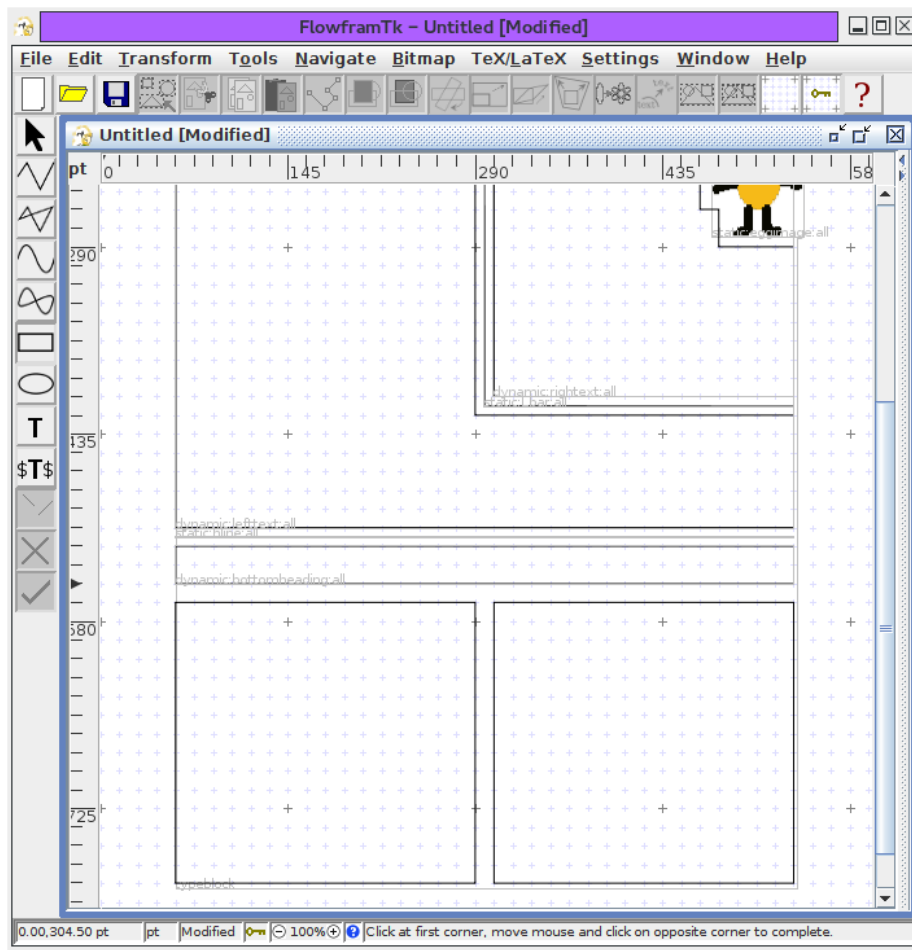 FlowframTk – Untitled [Modified]
File Edit Transform Tools Navigate Bitmap TeX/LaTeX Settings Window Help
Untitled [Modified]
pt 0 145 290 435 58
static:eggimage:all
290
dynamic:rightext:all
435
dynamic:lefttext:all
static:hline:all
dynamic:bottomheading:all
580
725
typeblock
T
$T$
0.00,304.50 pt pt Modified 100% Click at first corner, move mouse and click on opposite corner to complete.